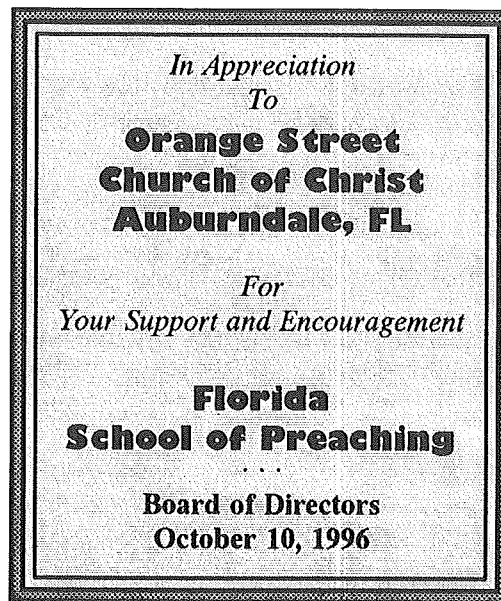 In Appreciation
To
Orange Street
Church of Christ
Auburndale, FL
For
Your Support and Encouragement
Florida
School of Preaching
. . .
Board of Directors
October 10, 1996